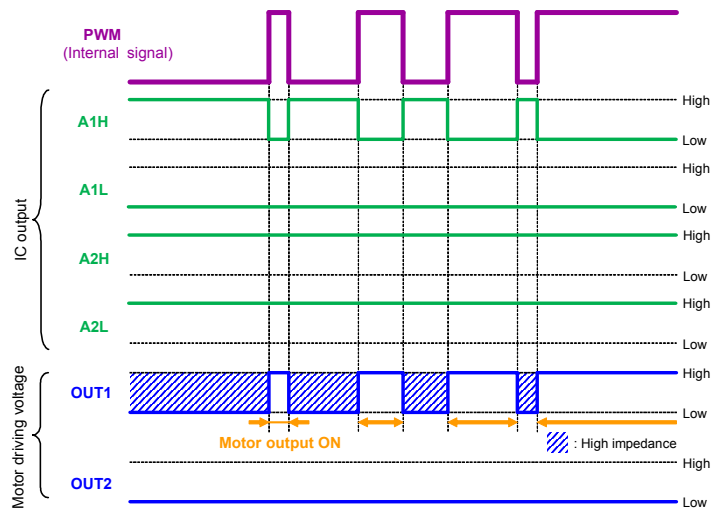 PWM
(Internal signal)
IC output
A1H
High
Low
A1L
High
Low
A2H
High
Low
A2L
High
Low
Motor driving voltage
OUT1
High
Low
Motor output ON
: High impedance
OUT2
High
Low